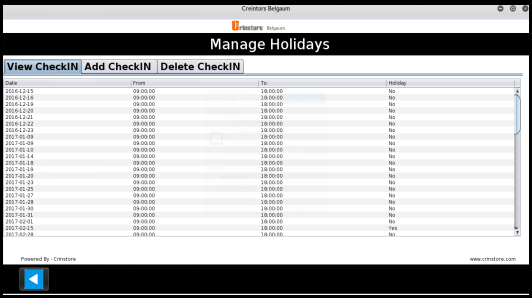 Creintors Belgaum
Crinstore Belgaum
Manage Holidays
View CheckIN Add CheckIN Delete CheckIN
Date From To Holiday
2016-12-15 09:00:00 18:00:00 No
2016-12-16 09:00:00 18:00:00 No
2016-12-19 09:00:00 18:00:00 No
2016-12-20 09:00:00 18:00:00 No
2016-12-21 09:00:00 18:00:00 No
2016-12-22 09:00:00 18:00:00 No
2016-12-23 09:00:00 18:00:00 No
2017-01-09 09:00:00 18:00:00 No
2017-01-09 09:00:00 18:00:00 No
2017-01-10 09:00:00 18:00:00 No
2017-01-14 09:00:00 18:00:00 No
2017-01-18 09:00:00 18:00:00 No
2017-01-19 09:00:00 18:00:00 No
2017-01-20 09:00:00 18:00:00 No
2017-01-23 09:00:00 18:00:00 No
2017-01-25 09:00:00 18:00:00 No
2017-01-27 09:00:00 18:00:00 No
2017-01-28 09:00:00 18:00:00 No
2017-01-30 09:00:00 18:00:00 No
2017-01-31 09:00:00 18:00:00 No
2017-02-01 09:00:00 18:00:00 No
2017-02-15 09:00:00 18:00:00 Yes
2017-02-28 09:00:00 18:00:00 No
Powered By - Crinstore www.crinstore.com